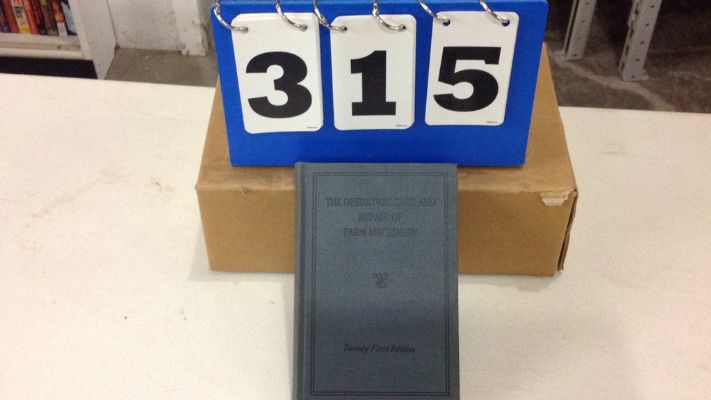 315
THE OPERATION CARE AND
REPAIR OF
FARM MACHINERY
Twenty First Edition